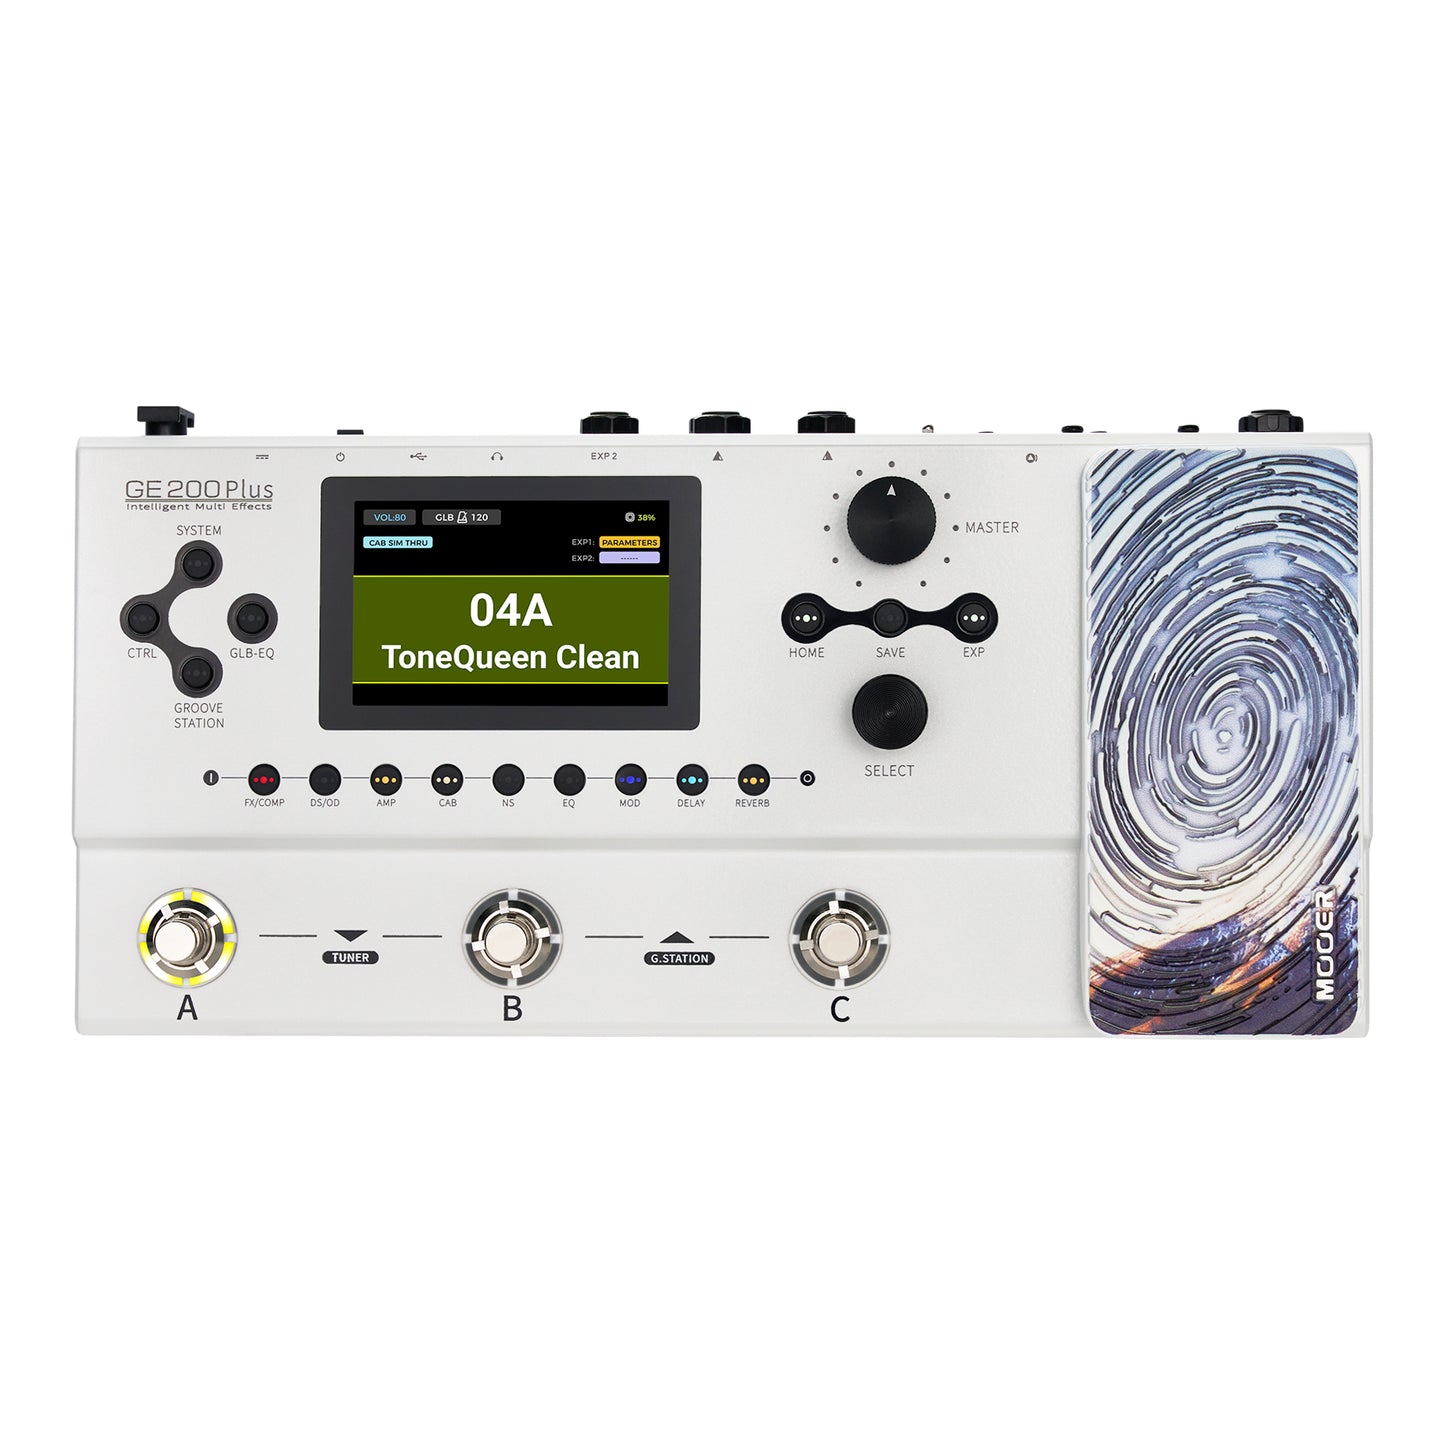 EXP 2
GE200Plus
Intelligent Multi Effects
SYSTEM
CTRL
GLB-EQ
GROOVE
STATION
VOL:80
GLB 120
38%
CAB SIM THRU
EXP1: PARAMETERS
EXP2: ------
04A
ToneQueen Clean
MASTER
HOME
SAVE
EXP
SELECT
I
FX/COMP
DS/OD
AMP
CAB
NS
EQ
MOD
DELAY
REVERB
O
TUNER
G.STATION
A
B
C
MOOER